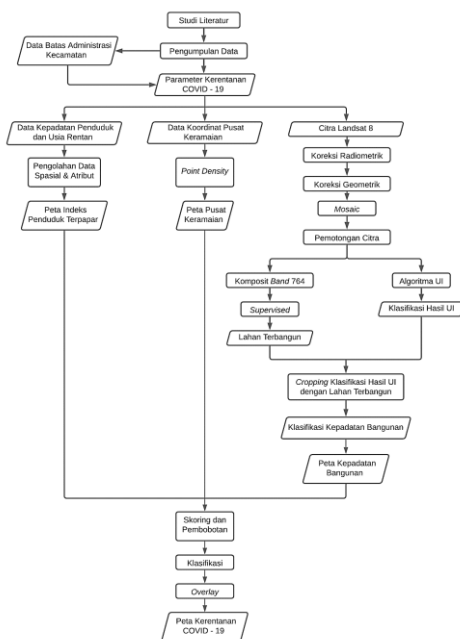 Studi Literatur
Data Batas Administrasi
Kecamatan
Pengumpulan Data
Parameter Kerentanan
COVID - 19
Data Kepadatan Penduduk
dan Usia Rentan
Data Koordinat Pusat
Keramaian
Citra Landsat 8
Pengolahan Data
Spasial & Atribut
Point Density
Koreksi Radiometrik
Koreksi Geometrik
Peta Indeks
Penduduk Terpapar
Peta Pusat
Keramaian
Mosaic
Pemotongan Citra
Komposit Band 764
Algoritma UI
Supervised
Klasifikasi Hasil UI
Lahan Terbangun
Cropping Klasifikasi Hasil UI
dengan Lahan Terbangun
Klasifikasi Kepadatan Bangunan
Peta Kepadatan
Bangunan
Skoring dan
Pembobotan
Klasifikasi
Overlay
Peta Kerentanan
COVID - 19